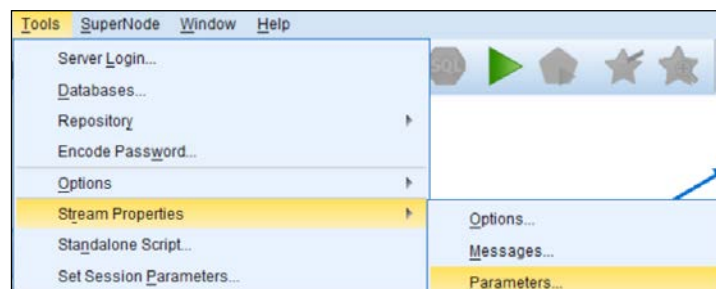 Tools SuperNode Window Help
Server Login...
SQL
Databases...
Repository
Encode Password...
Options
Stream Properties
Options...
Standalone Script...
Messages...
Set Session Parameters...
Parameters...